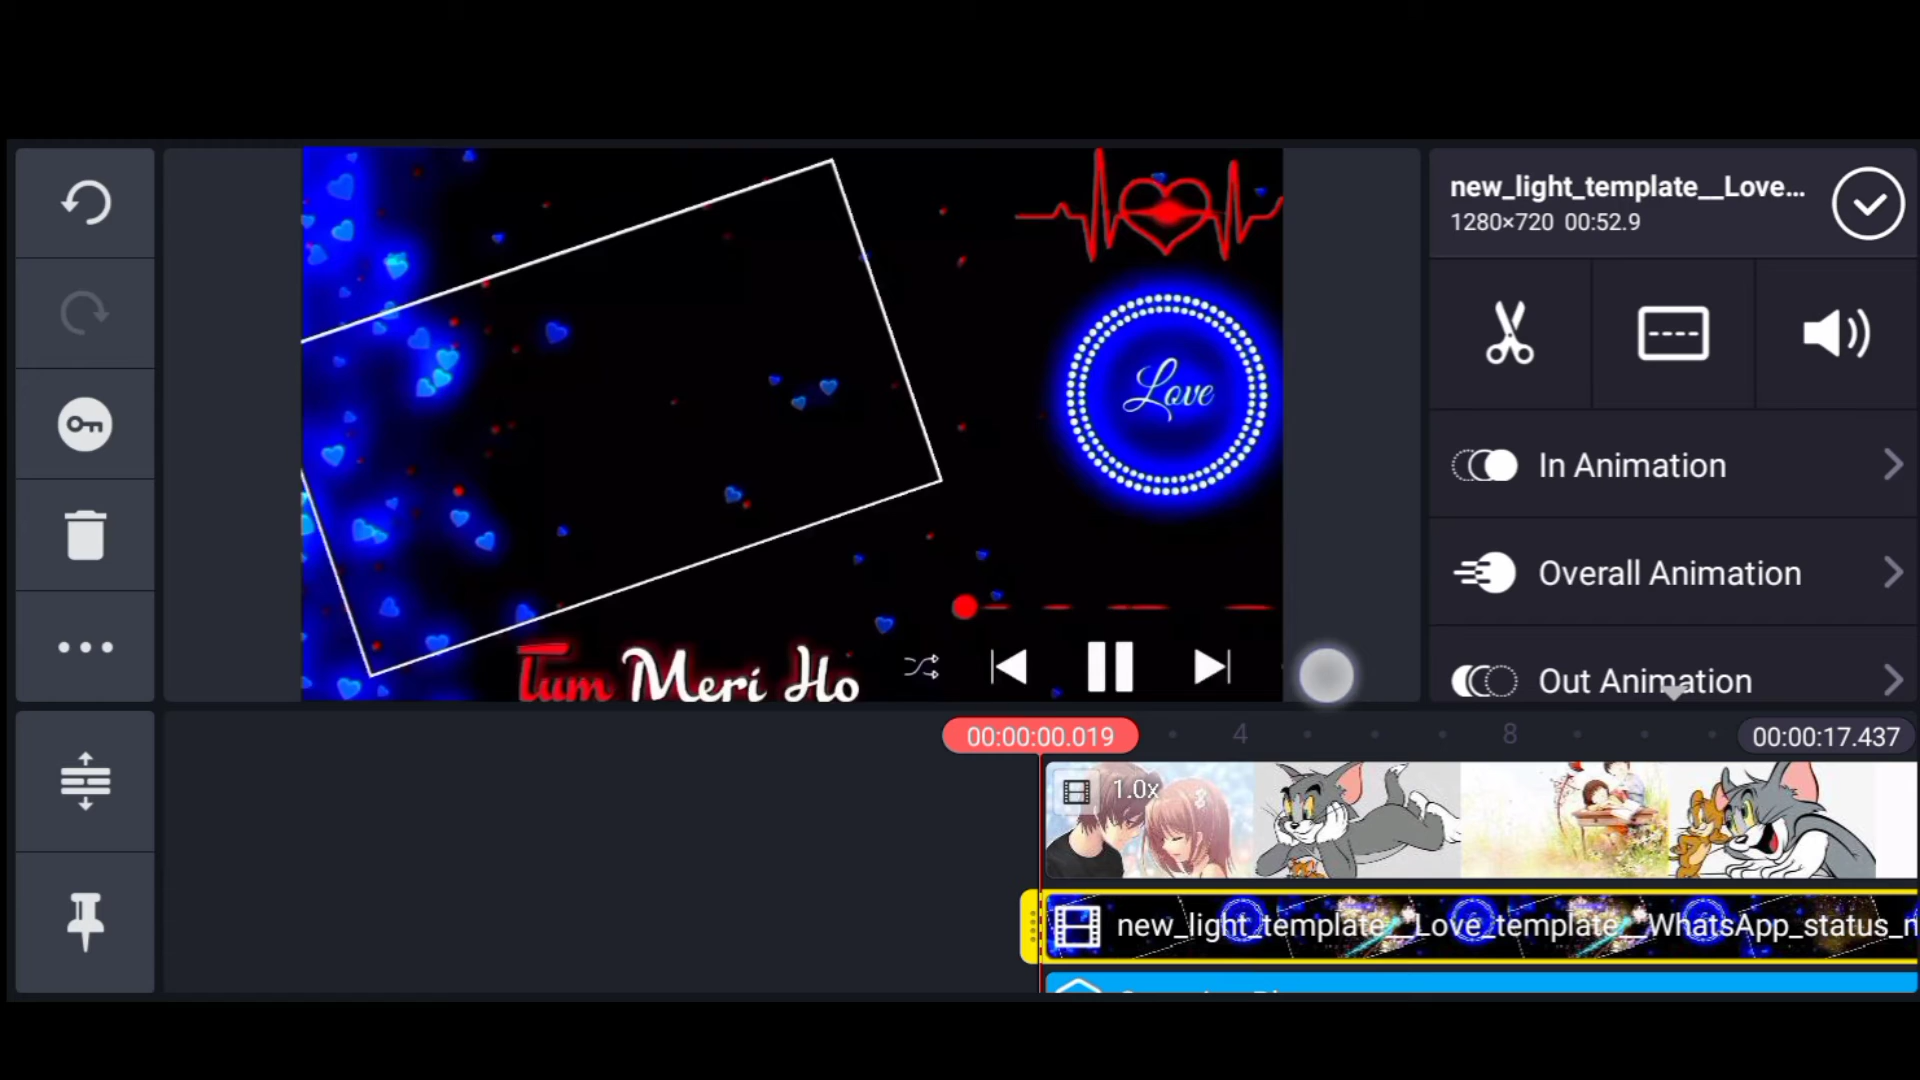 new_light_template__Love...
1280×720 00:52.9
Love
In Animation
Overall Animation
Out Animation
Tum Meri Ho
00:00:00.019
4
8
00:00:17.437
1.0x
new_light_template__Love_template__WhatsApp_status_n